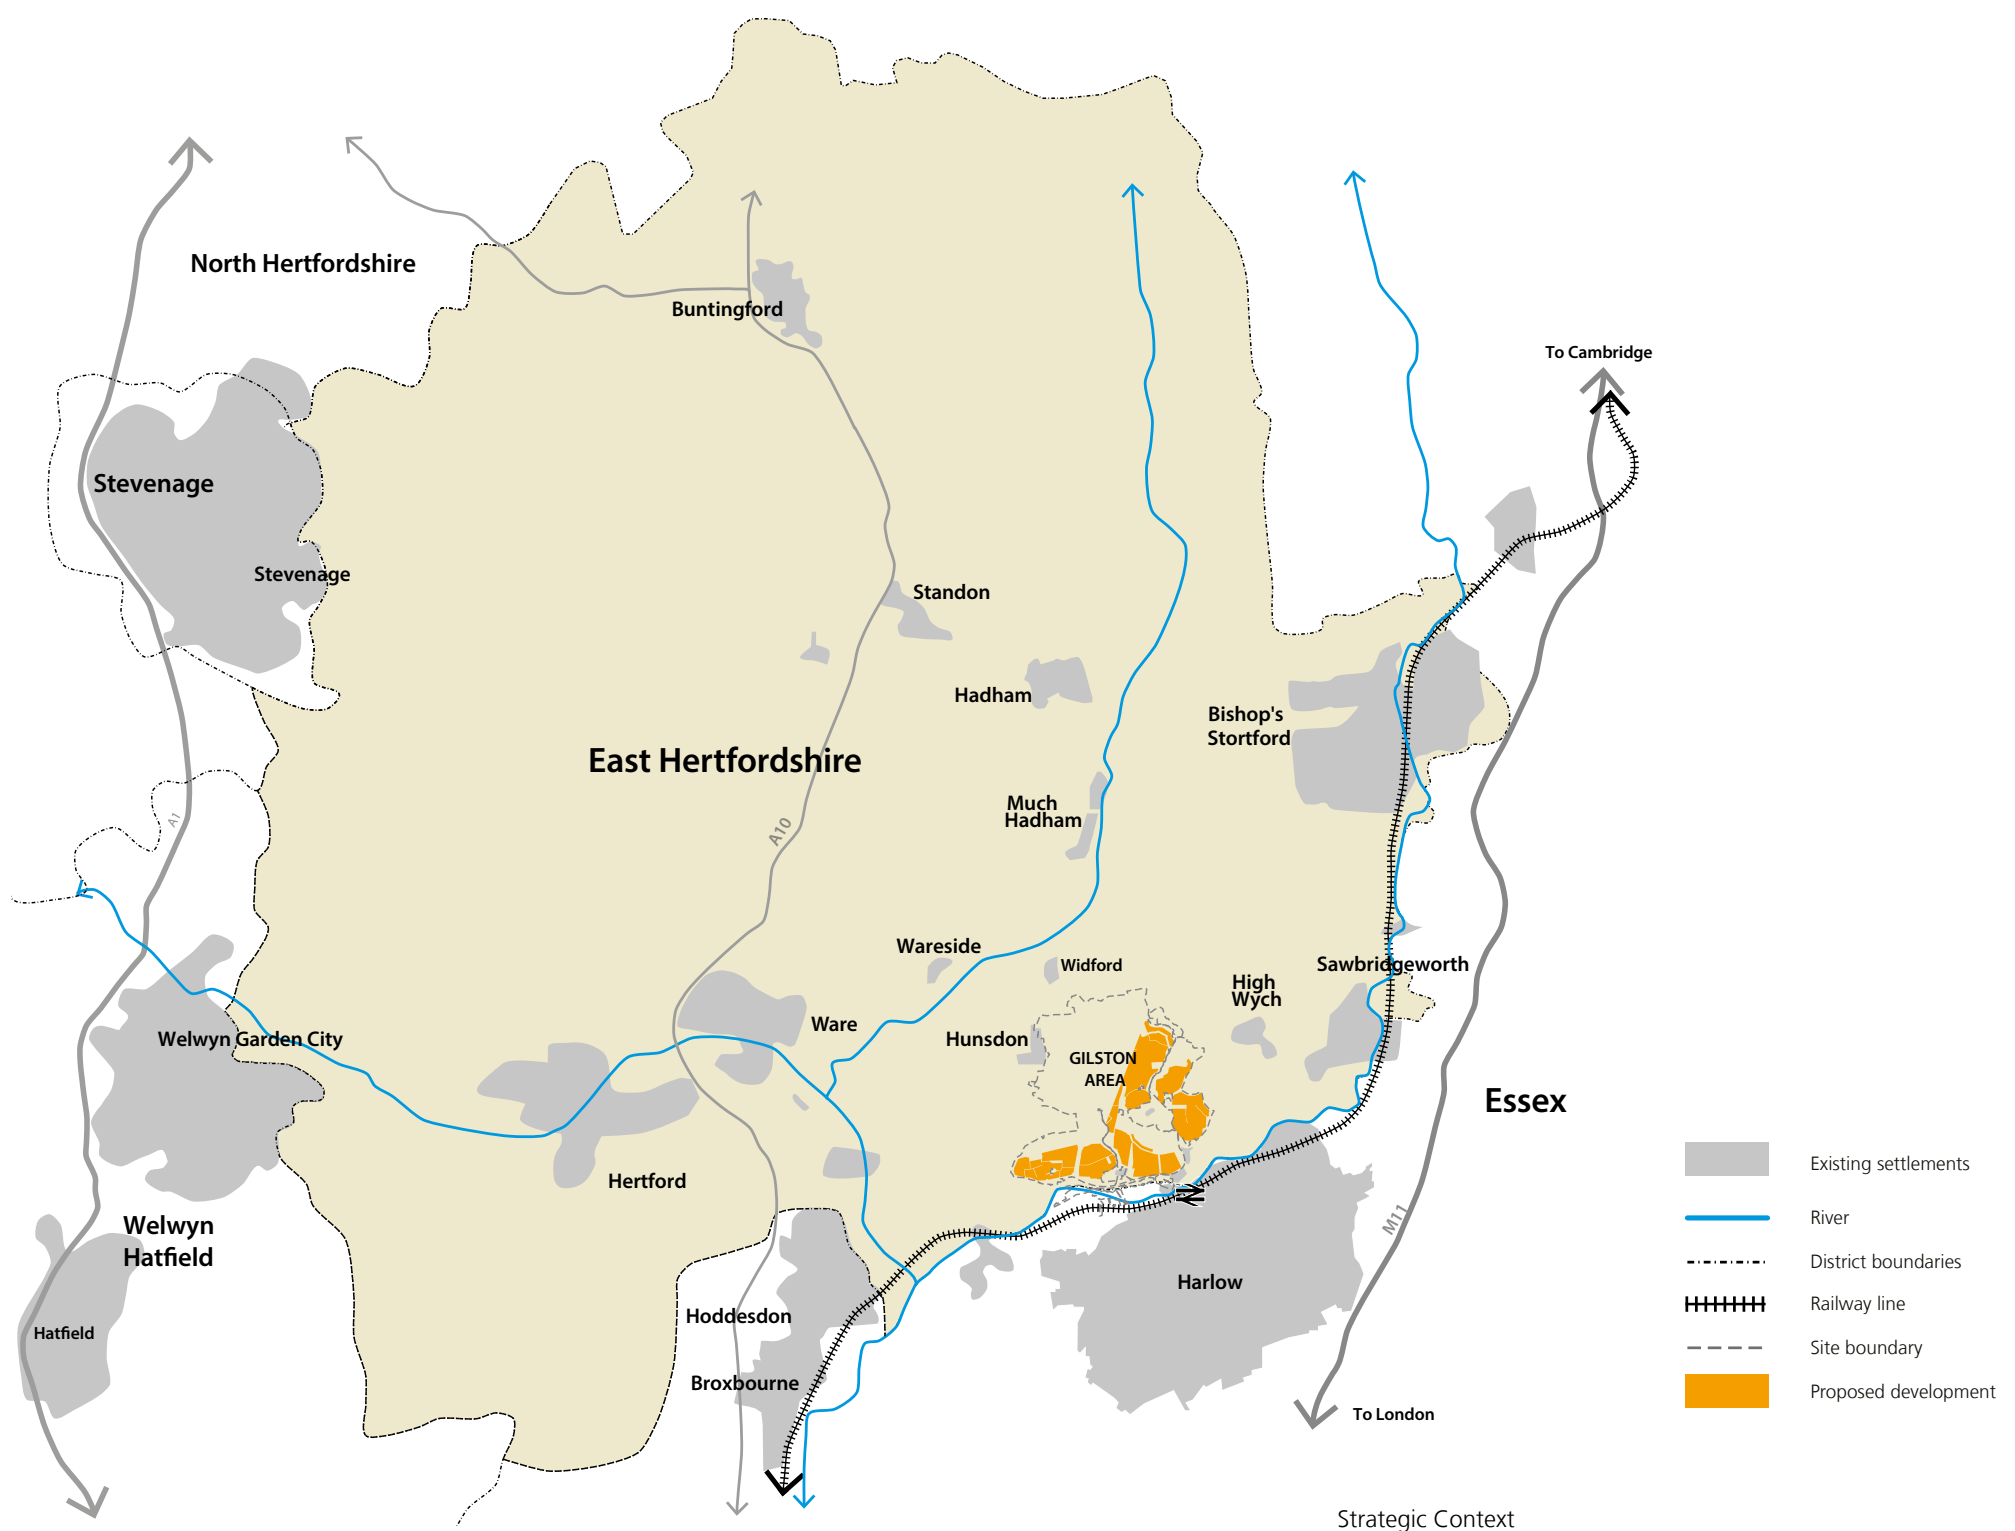 North Hertfordshire
Buntingford
To Cambridge
Stevenage
Stevenage
Standon
Hadham
Bishop's
Stortford
East Hertfordshire
Much
Hadham
A1
A10
Wareside
Widford
Sawbridgeworth
High
Wych
Ware
Hunsdon
Welwyn Garden City
GILSTON
AREA
Essex
Hertford
Welwyn
Hatfield
M11
Harlow
Hoddesdon
Hatfield
Broxbourne
To London
Existing settlements
River
District boundaries
Railway line
Site boundary
Proposed development
Strategic Context